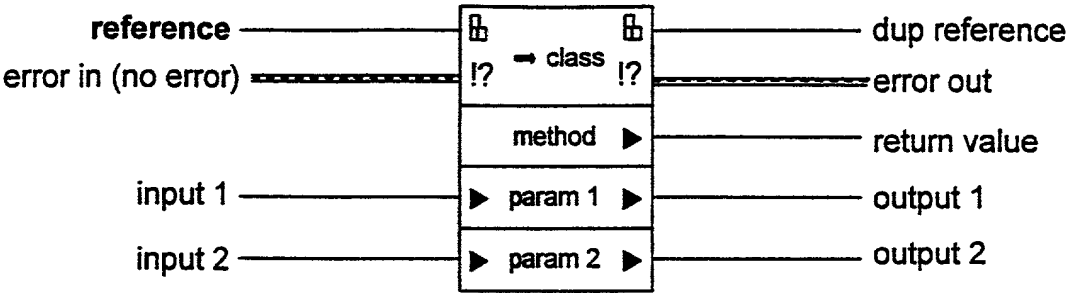 reference dup reference
class
error in (no error) !? !? error out
method return value
input 1 param 1 output 1
input 2 param 2 output 2